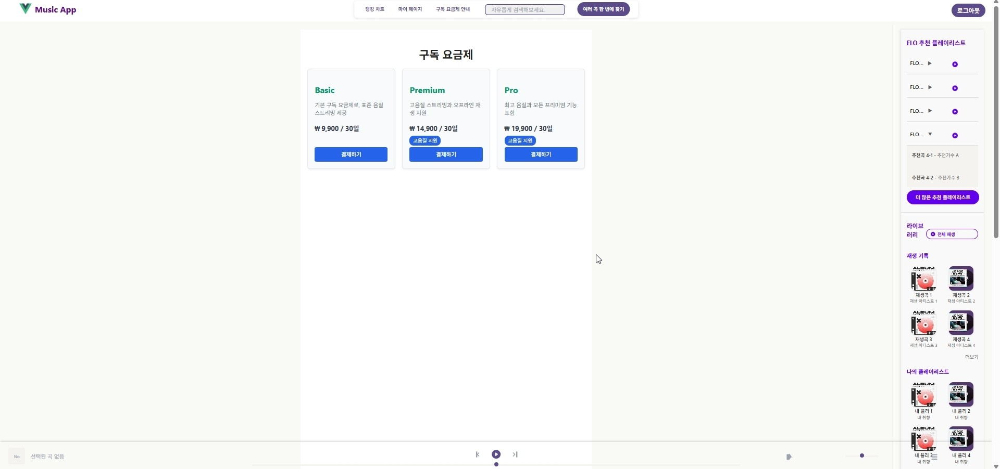 Music App
랭킹 차트
마이 페이지
구독 요금제 안내
자유롭게 검색해보세요.
여러 곡 한 번에 찾기
로그아웃
구독 요금제
Basic
기본 구독 요금제로, 표준 음질
스트리밍 제공
₩ 9,900 / 30일
결제하기
Premium
고음질 스트리밍과 오프라인 재
생 지원
₩ 14,900 / 30일
고음질 지원
결제하기
Pro
최고 음질과 모든 프리미엄 기능
포함
₩ 19,900 / 30일
고음질 지원
결제하기
FLO 추천 플레이리스트
FLO...
FLO...
FLO...
FLO...
추천곡 4-1 - 추천가수 A
추천곡 4-2 - 추천가수 B
더 많은 추천 플레이리스트
라이브
러리
전체 재생
재생 기록
ALBUM
재생곡 1
재생 아티스트 1
재생곡 2
재생 아티스트 2
ALBUM
재생곡 3
재생 아티스트 3
재생곡 4
재생 아티스트 4
더보기
나의 플레이리스트
ALBUM
내 플리 1
내 취향
내 플리 2
내 취향
ALBUM
내 플리 3
내 취향
내 플리 4
내 취향
No
선택된 곡 없음